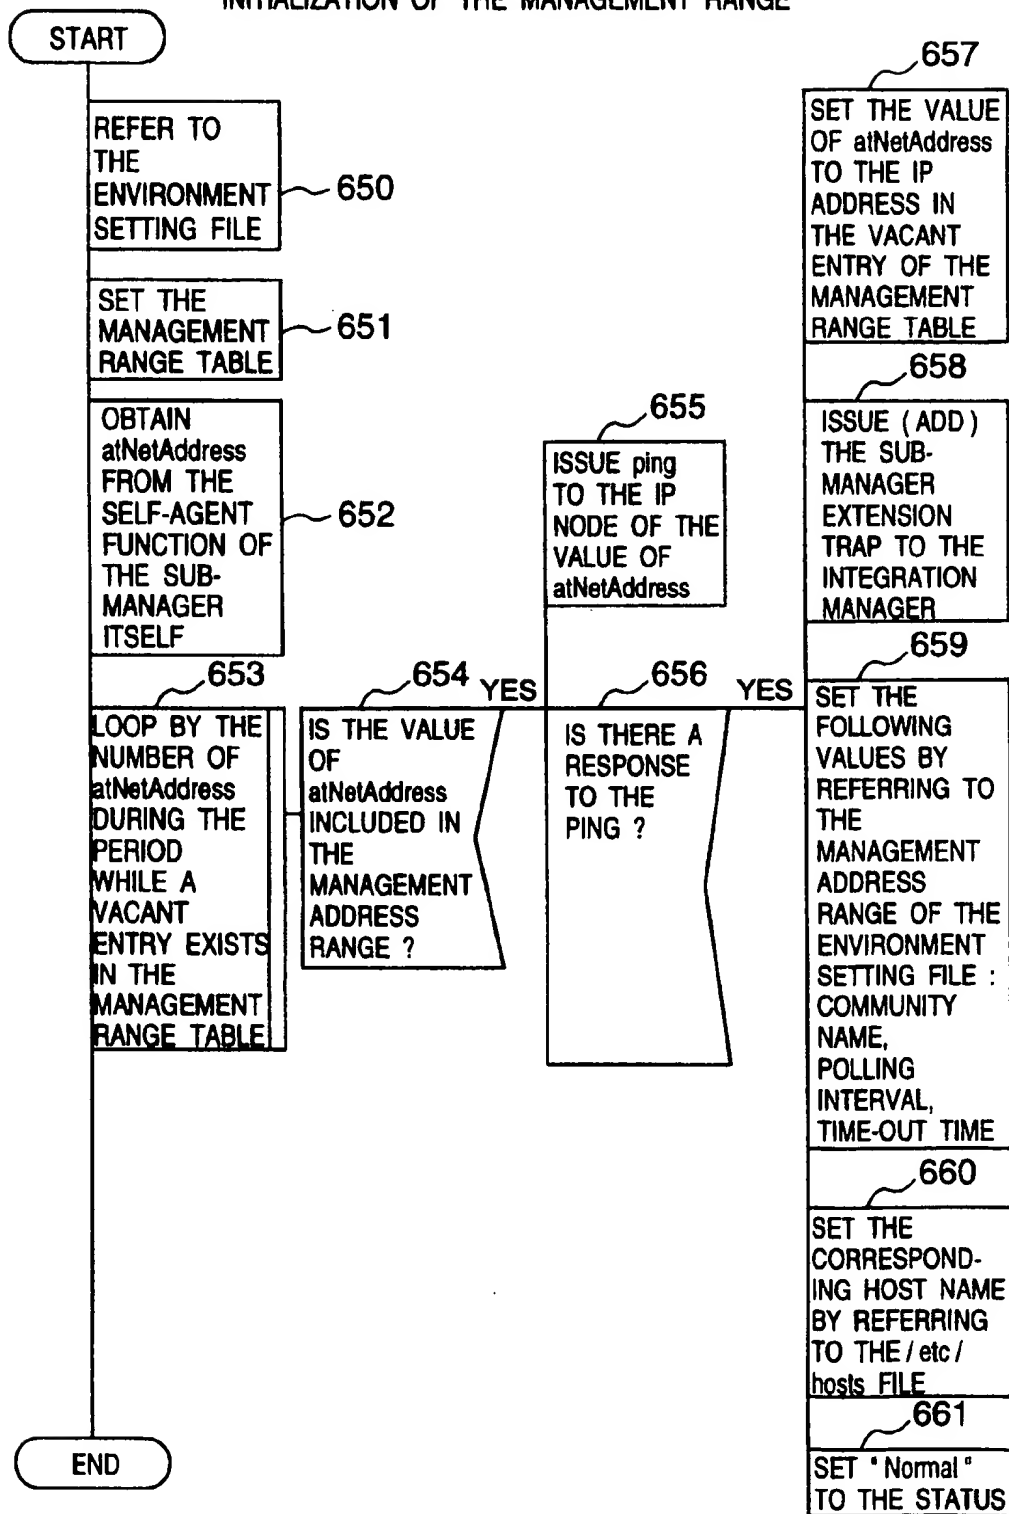 INITIALIZATION OF THE MANAGEMENT RANGE
START
REFER TO
THE
ENVIRONMENT
SETTING FILE
650
SET THE
MANAGEMENT
RANGE TABLE
651
OBTAIN
atNetAddress
FROM THE
SELF-AGENT
FUNCTION OF
THE SUB-
MANAGER
ITSELF
652
653
LOOP BY THE
NUMBER OF
atNetAddress
DURING THE
PERIOD
WHILE A
VACANT
ENTRY EXISTS
IN THE
MANAGEMENT
RANGE TABLE
654
YES
IS THE VALUE
OF
atNetAddress
INCLUDED IN
THE
MANAGEMENT
ADDRESS
RANGE ?
655
ISSUE ping
TO THE IP
NODE OF THE
VALUE OF
atNetAddress
656
YES
IS THERE A
RESPONSE
TO THE
PING ?
657
SET THE VALUE
OF atNetAddress
TO THE IP
ADDRESS IN
THE VACANT
ENTRY OF THE
MANAGEMENT
RANGE TABLE
658
ISSUE (ADD)
THE SUB-
MANAGER
EXTENSION
TRAP TO THE
INTEGRATION
MANAGER
659
SET THE
FOLLOWING
VALUES BY
REFERRING TO
THE
MANAGEMENT
ADDRESS
RANGE OF THE
ENVIRONMENT
SETTING FILE :
COMMUNITY
NAME,
POLLING
INTERVAL,
TIME-OUT TIME
660
SET THE
CORRESPOND-
ING HOST NAME
BY REFERRING
TO THE / etc /
hosts FILE
661
SET "Normal"
TO THE STATUS
END